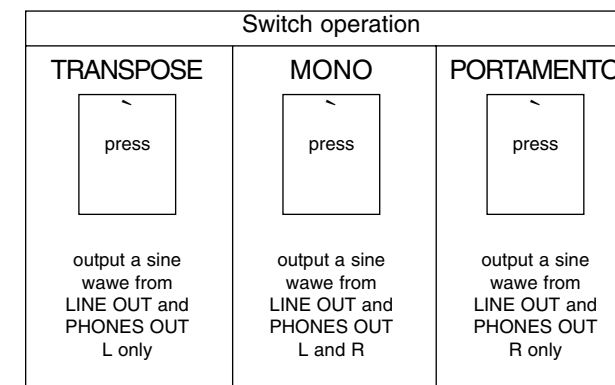 Switch operation
TRANSPOSE
press
output a sine
wawe from
LINE OUT and
PHONES OUT
L only
MONO
press
output a sine
wawe from
LINE OUT and
PHONES OUT
L and R
PORTAMENTO
press
output a sine
wawe from
LINE OUT and
PHONES OUT
R only